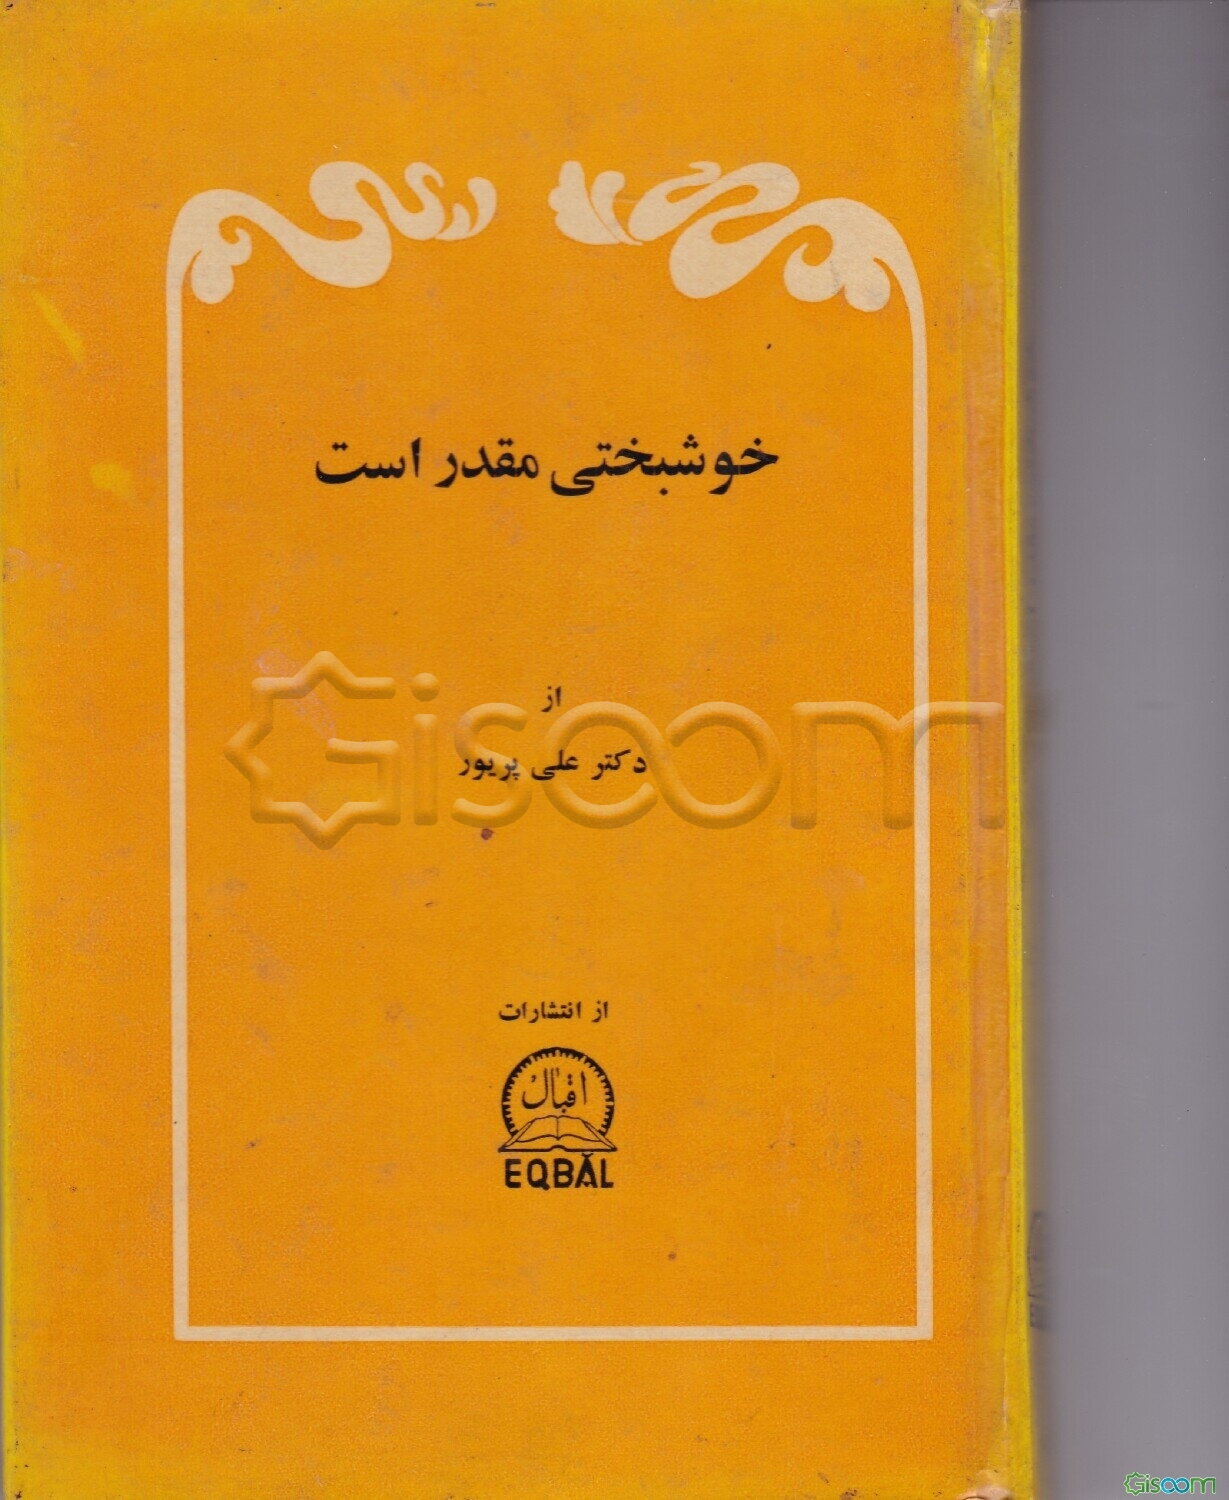 خوشبختی مقدر است
از
دکتر علی پریور
Gisoom
از انتشارات
اقبال
EQBAL
Gisoom